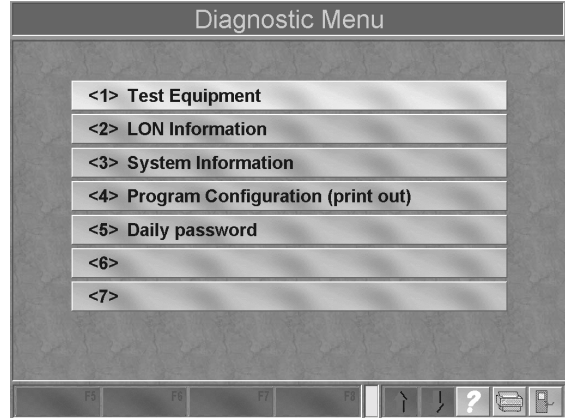 Diagnostic Menu
<1> Test Equipment
<2> LON Information
<3> System Information
<4> Program Configuration (print out)
<5> Daily password
<6>
<7>
F5 F6 F7 F8 ?